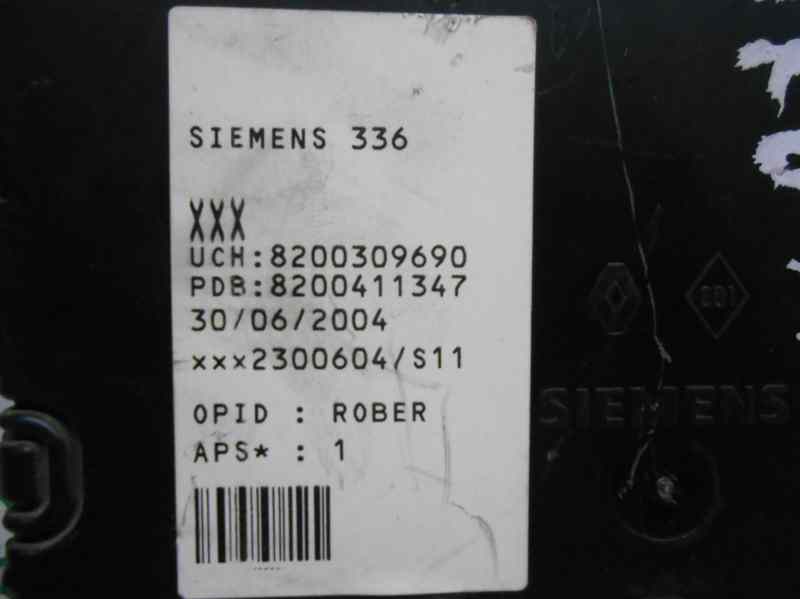 SIEMENS 336
XXX
UCH:8200309690
PDB:8200411347
30/06/2004
xxx2300604/S11
OPID : ROBER
APS* : 1
SIEMENS